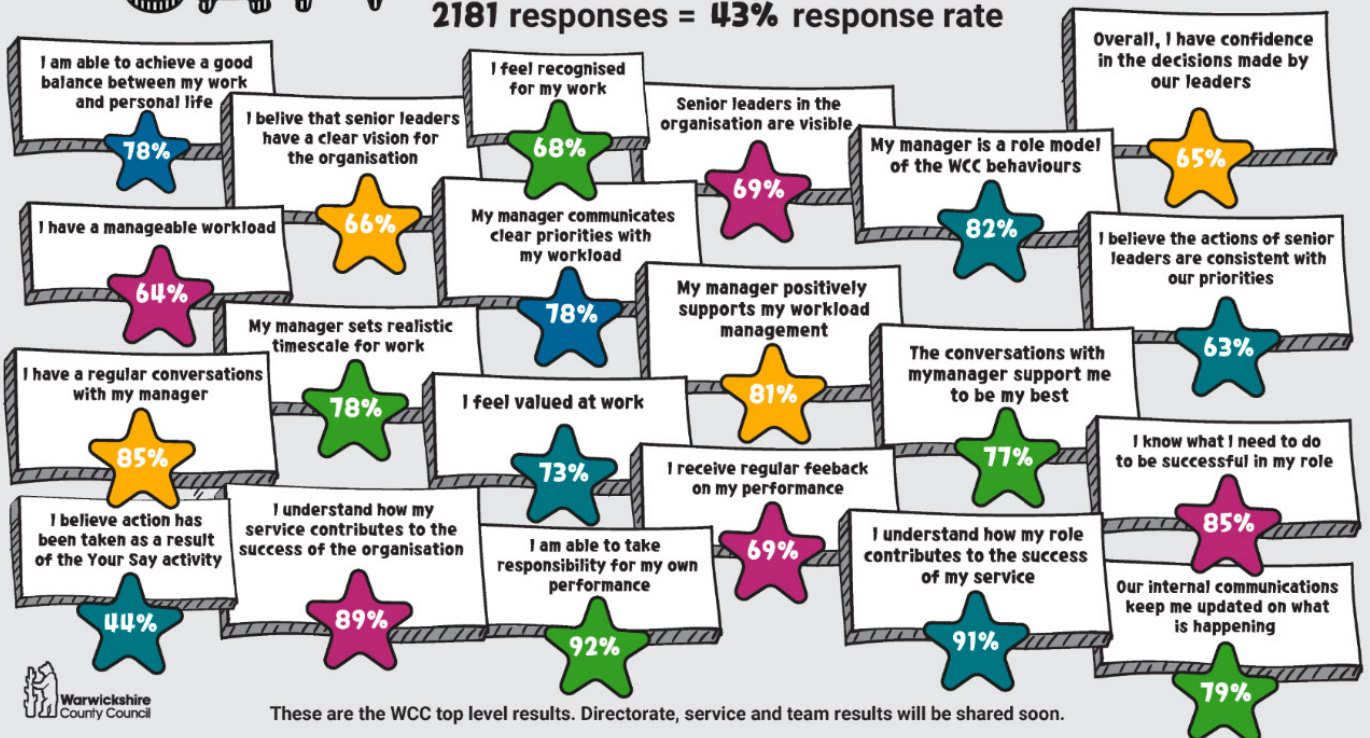 2181 responses = 43% response rate
I am able to achieve a good
balance between my work
and personal life
78%
I belive that senior leaders
have a clear vision for
the organisation
66%
I feel recognised
for my work
68%
Senior leaders in the
organisation are visible
69%
My manager is a role model
of the WCC behaviours
82%
Overall, I have confidence
in the decisions made by
our leaders
65%
I have a manageable workload
64%
My manager communicates
clear priorities with
my workload
78%
I believe the actions of senior
leaders are consistent with
our priorities
63%
My manager sets realistic
timescale for work
78%
My manager positively
supports my workload
management
81%
The conversations with
mymanager support me
to be my best
77%
I have a regular conversations
with my manager
85%
I feel valued at work
73%
I receive regular feeback
on my performance
69%
I know what I need to do
to be successful in my role
85%
I believe action has
been taken as a result
of the Your Say activity
44%
I understand how my
service contributes to the
success of the organisation
89%
I am able to take
responsibility for my own
performance
92%
I understand how my role
contributes to the success
of my service
91%
Our internal communications
keep me updated on what
is happening
79%
Warwickshire
County Council
These are the WCC top level results. Directorate, service and team results will be shared soon.